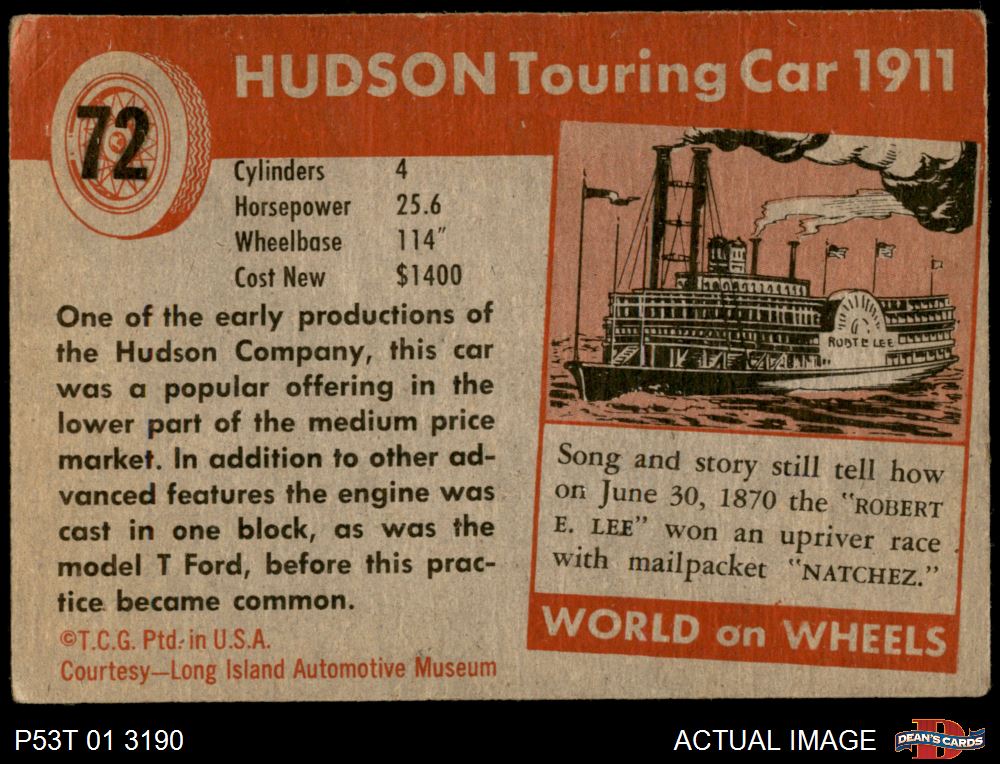 72
HUDSON Touring Car 1911
Cylinders 4
Horsepower 25.6
Wheelbase 114"
Cost New $1400
One of the early productions of
the Hudson Company, this car
was a popular offering in the
lower part of the medium price
market. In addition to other ad-
vanced features the engine was
cast in one block, as was the
model T Ford, before this prac-
tice became common.
©T.C.G. Ptd. in U.S.A.
Courtesy—Long Island Automotive Museum
ROBT E LEE
Song and story still tell how
on June 30, 1870 the "ROBERT
E. LEE" won an upriver race
with mailpacket "NATCHEZ."
WORLD on WHEELS
P53T 01 3190
ACTUAL IMAGE
DEAN'S CARDS